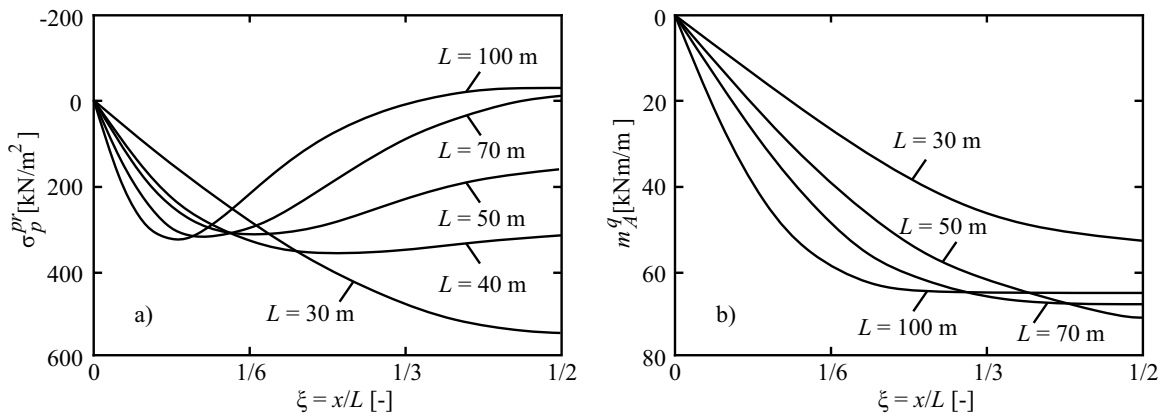 -200
0
200
400
600
σ_p^{pr} [kN/m²]
L = 100 m
L = 70 m
L = 50 m
L = 40 m
L = 30 m
a)
0
1/6
1/3
1/2
ξ = x/L [-]
0
20
40
60
80
m_A^q [kNm/m]
L = 30 m
L = 50 m
L = 100 m
L = 70 m
b)
0
1/6
1/3
1/2
ξ = x/L [-]